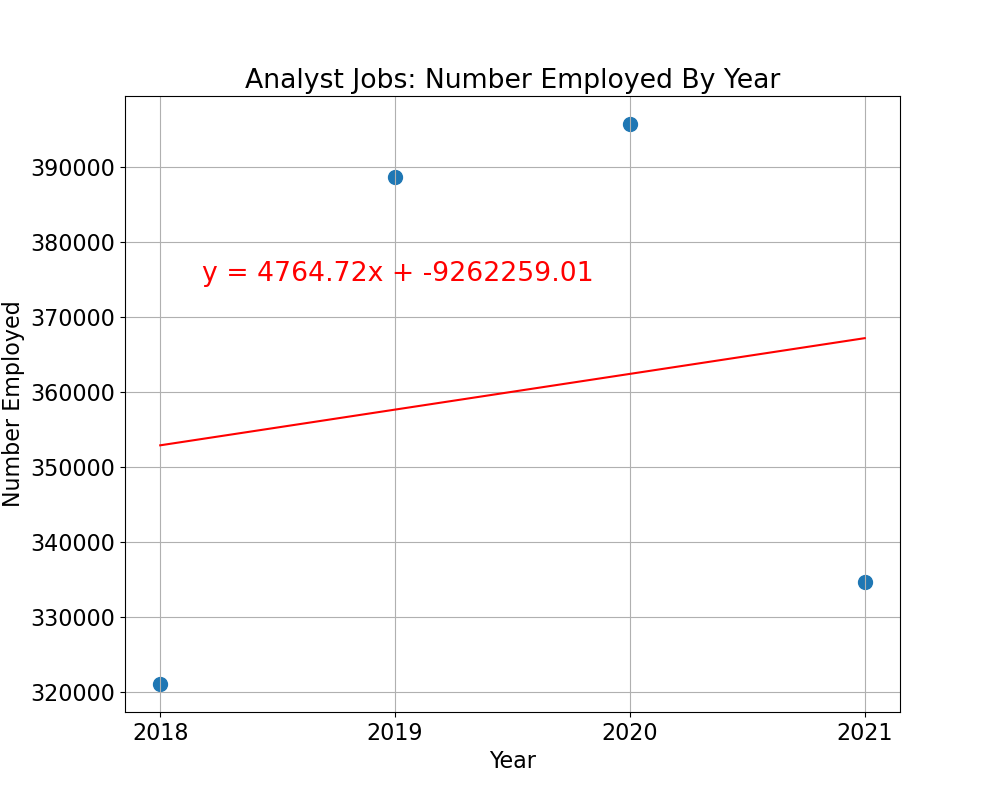 Analyst Jobs: Number Employed By Year
390000
380000
y = 4764.72x + -9262259.01
370000
360000
350000
340000
330000
320000
Number Employed
2018 2019 2020 2021
Year